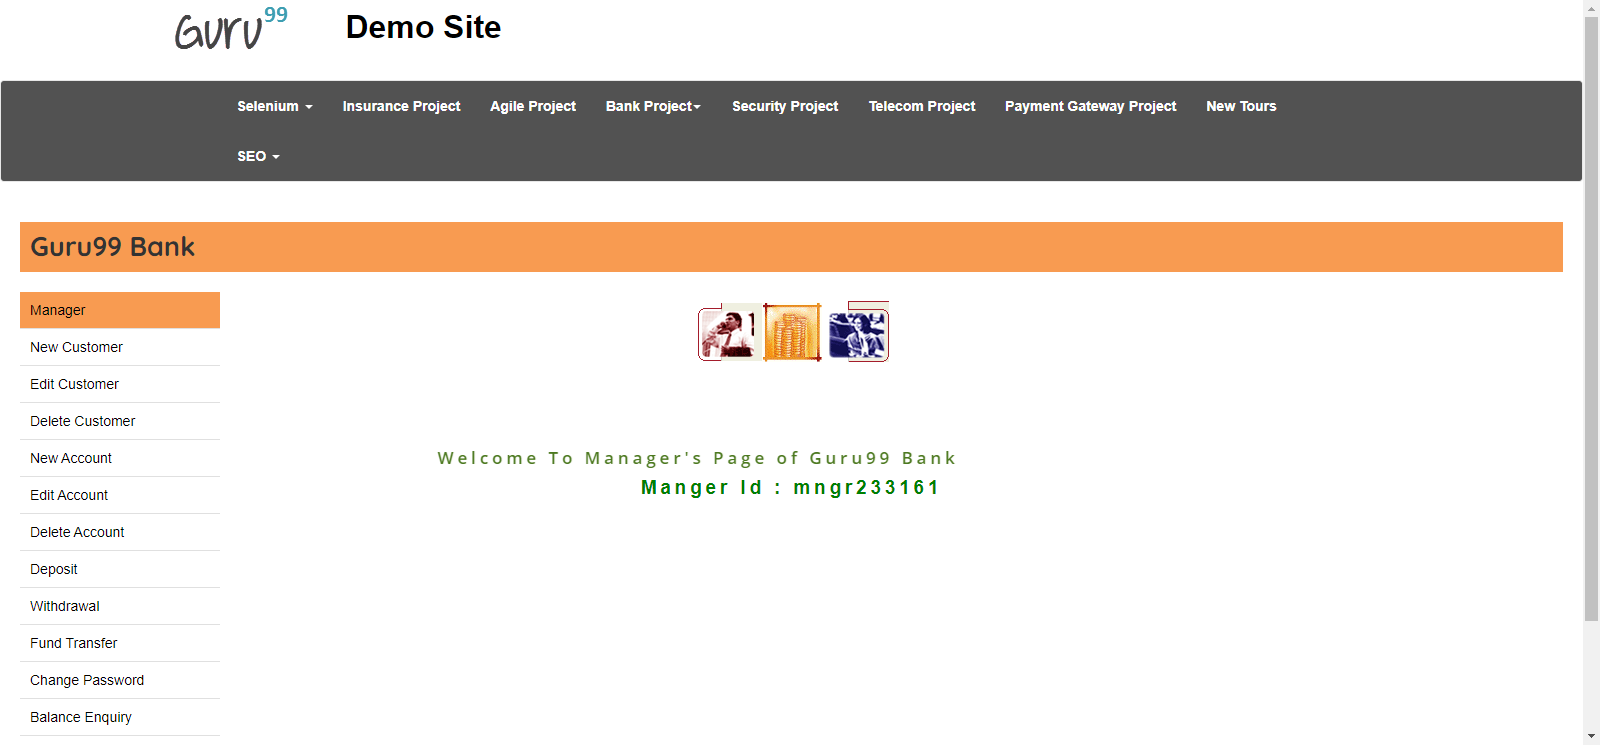 Guru99
Demo Site
Selenium Insurance Project Agile Project Bank Project Security Project Telecom Project Payment Gateway Project New Tours
SEO
Guru99 Bank
Manager
New Customer
Edit Customer
Delete Customer
New Account
Edit Account
Delete Account
Deposit
Withdrawal
Fund Transfer
Change Password
Balance Enquiry
Welcome To Manager's Page of Guru99 Bank
Manger Id : mngr233161